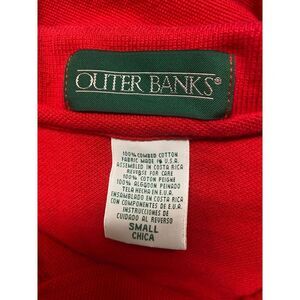 OUTER BANKS®
100% COMBED COTTON
FABRIC MADE IN U.S.A.
ASSEMBLED IN COSTA RICA
REVERSE FOR CARE
100% COTON PEIGNE
100% ALGODON PEINADO
TELA HECHA EN E.U.A.
ENSAMBLADO EN COSTA RICA
CON COMPONENTES DE E.U.A.
INSTRUCCIONES DE
CUIDADO AL REVERSO
SMALL
CHICA